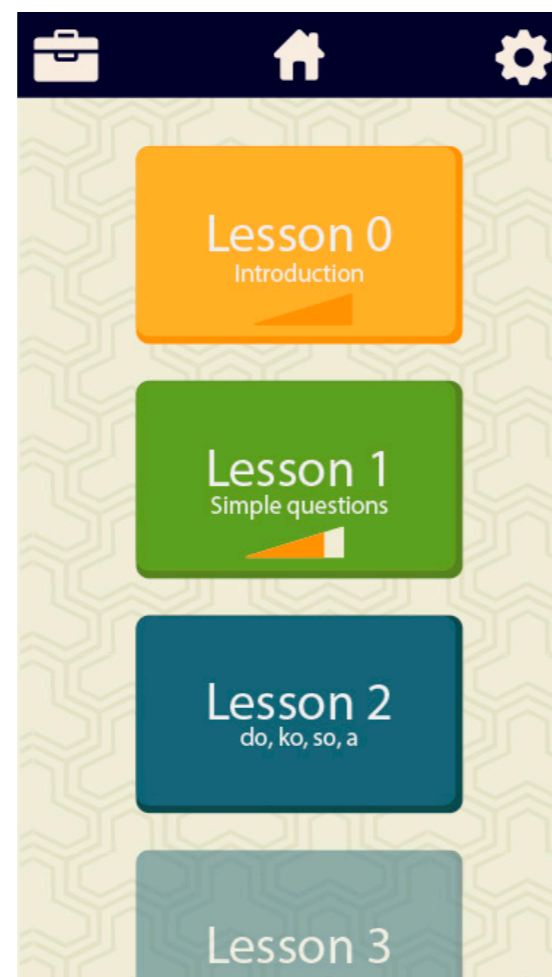 Lesson 0
Introduction
Lesson 1
Simple questions
Lesson 2
do, ko, so, a
Lesson 3